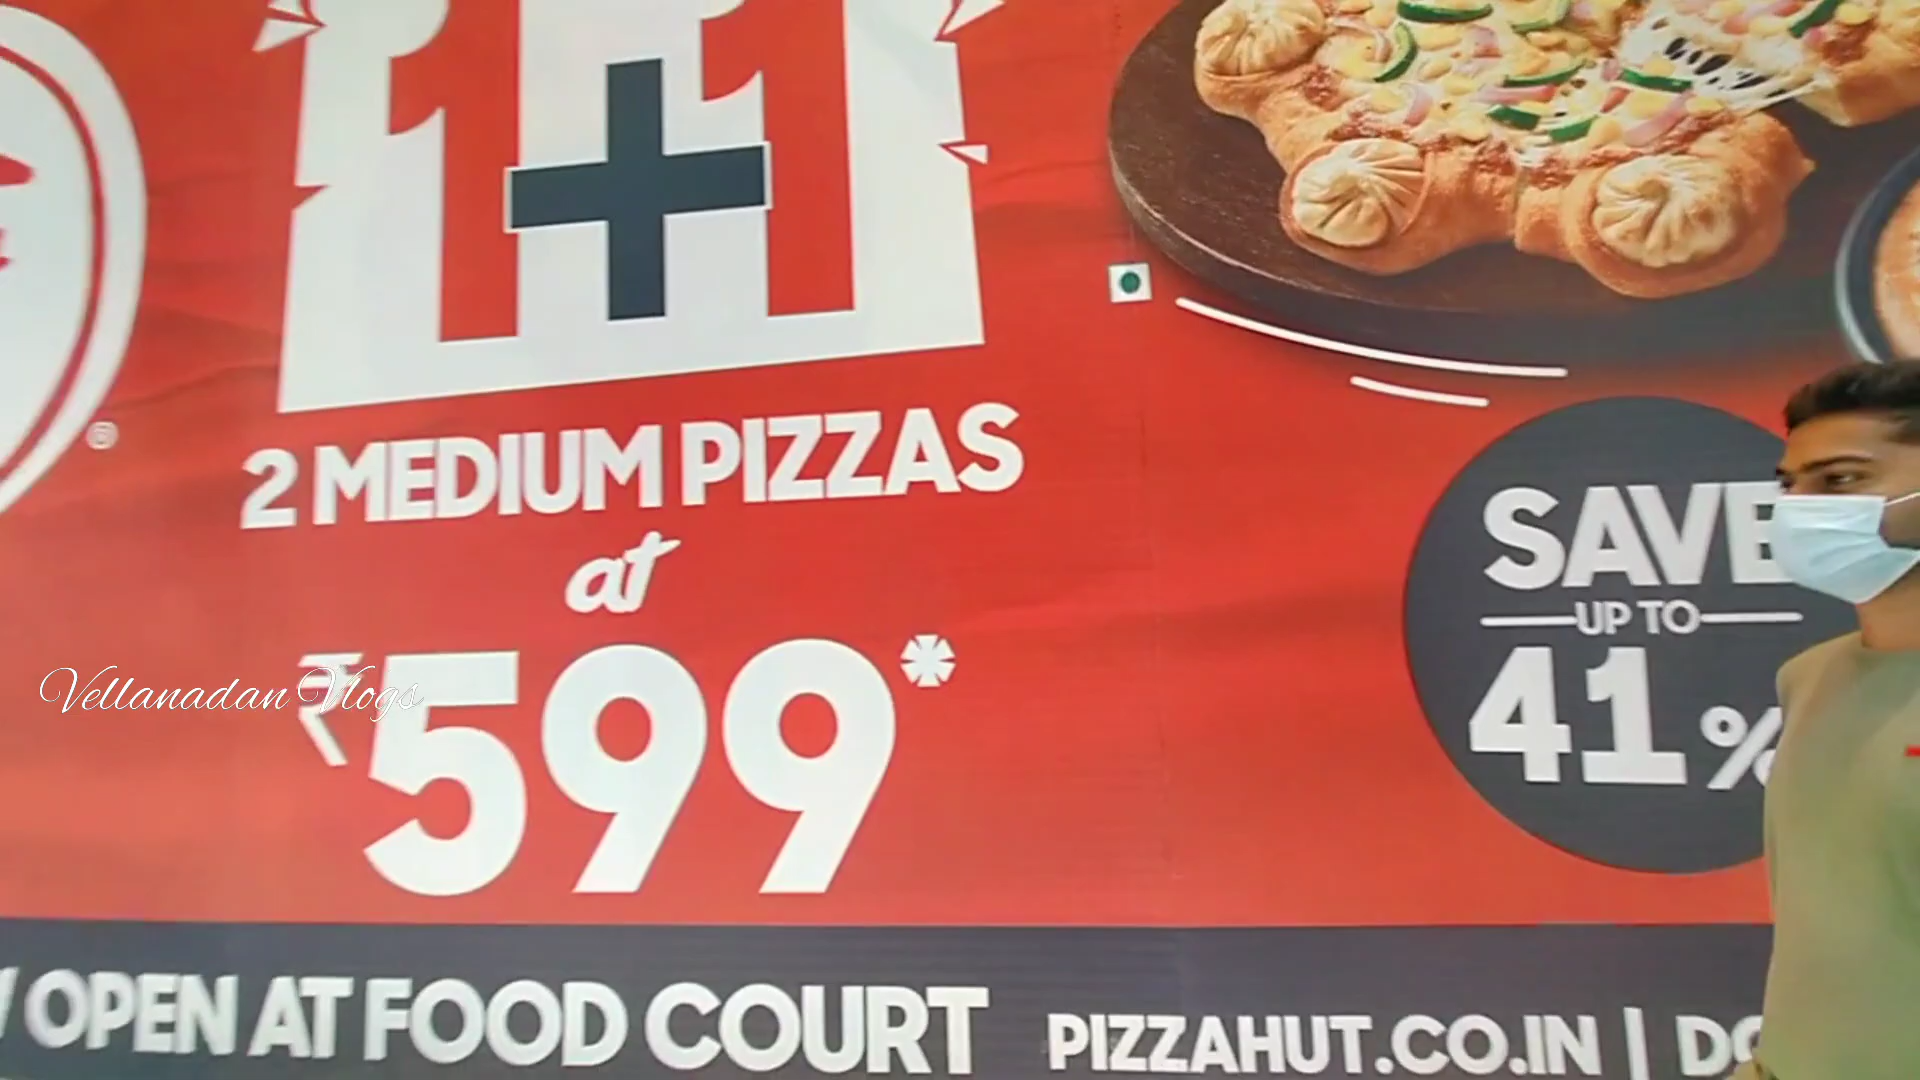 1+1
2 MEDIUM PIZZAS
at
₹599*
SAVE
UP TO
41%
Vellanadan Vlogs
OPEN AT FOOD COURT
PIZZAHUT.CO.IN |
®